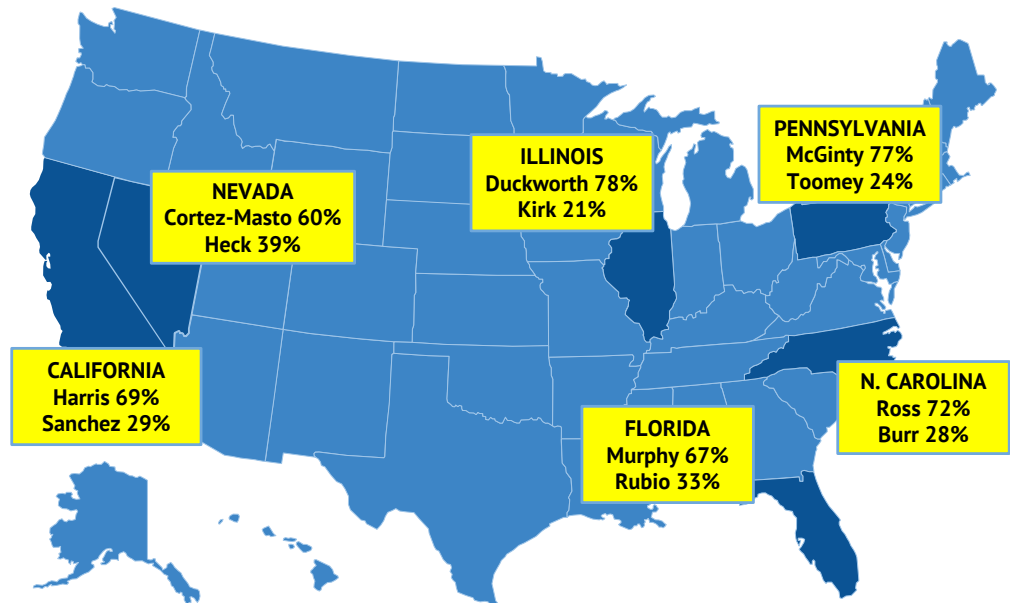 PENNSYLVANIA
McGinty 77%
Toomey 24%
ILLINOIS
Duckworth 78%
Kirk 21%
NEVADA
Cortez-Masto 60%
Heck 39%
CALIFORNIA
Harris 69%
Sanchez 29%
N. CAROLINA
Ross 72%
Burr 28%
FLORIDA
Murphy 67%
Rubio 33%